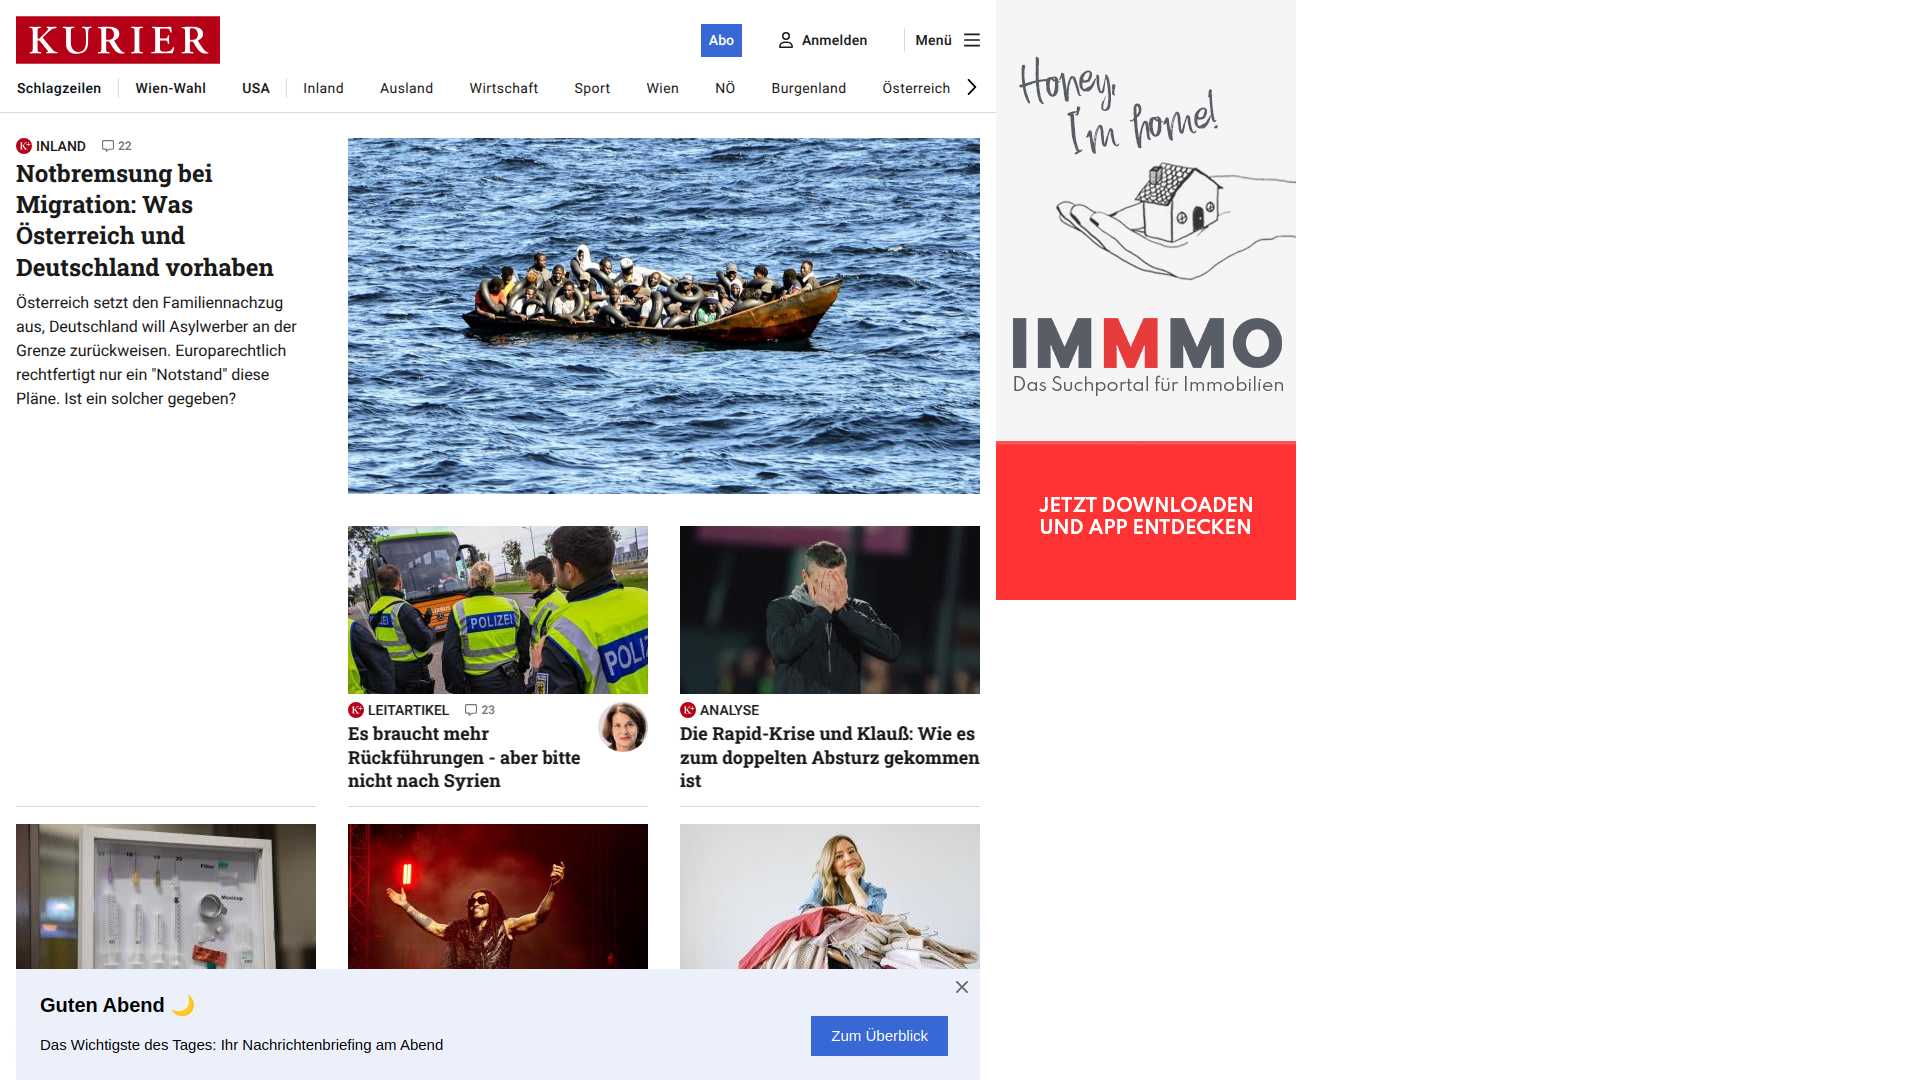 KURIER
Abo
Anmelden
Menü
Schlagzeilen
Wien-Wahl
USA
Inland
Ausland
Wirtschaft
Sport
Wien
NÖ
Burgenland
Österreich
INLAND 22
Notbremsung bei
Migration: Was
Österreich und
Deutschland vorhaben
Österreich setzt den Familiennachzug
aus, Deutschland will Asylwerber an der
Grenze zurückweisen. Europarechtlich
rechtfertigt nur ein "Notstand" diese
Pläne. Ist ein solcher gegeben?
POLIZEI
LEITARTIKEL 23
Es braucht mehr
Rückführungen - aber bitte
nicht nach Syrien
ANALYSE
Die Rapid-Krise und Klauß: Wie es
zum doppelten Absturz gekommen
ist
Guten Abend 🌙
Das Wichtigste des Tages: Ihr Nachrichtenbriefing am Abend
Zum Überblick
Honey,
I'm home!
IMMMO
Das Suchportal für Immobilien
JETZT DOWNLOADEN
UND APP ENTDECKEN